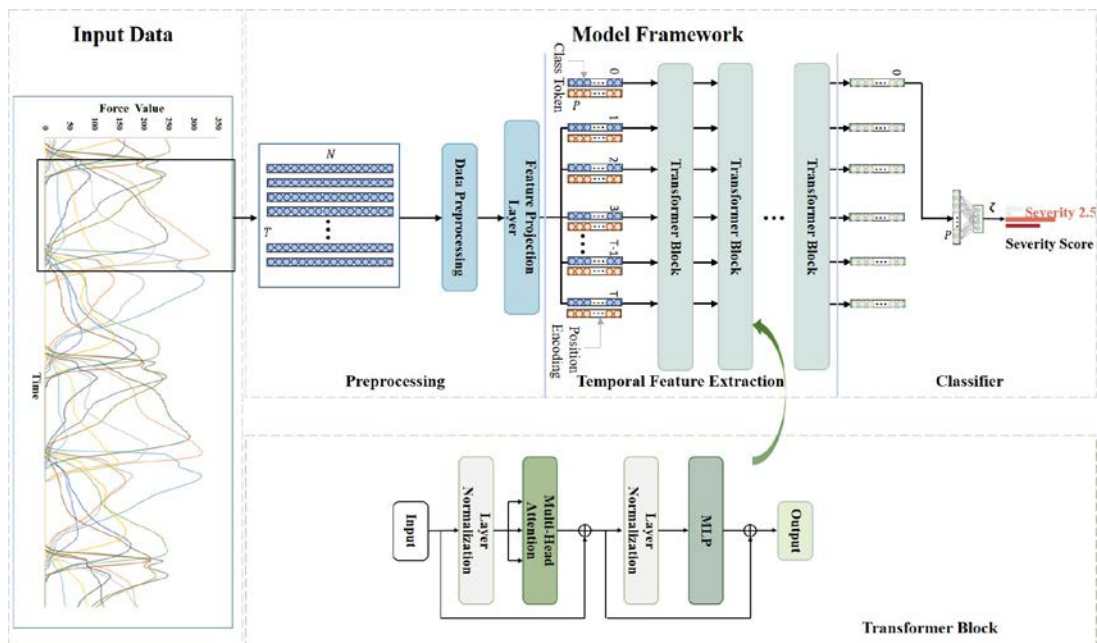 Input Data
Force Value
0 50 100 150 200 250 300 350
Time
Model Framework
N
T
Data Preprocessing
Feature Projection
Layer
Preprocessing
Class Token
P
0
1
2
3
T-1
T
Position
Encoding
Transformer Block
Transformer Block
Transformer Block
Temporal Feature Extraction
0
P
ζ
Severity 2.5
Severity Score
Classifier
Input
Layer
Normalization
Multi-Head
Attention
Layer
Normalization
MLP
Output
Transformer Block